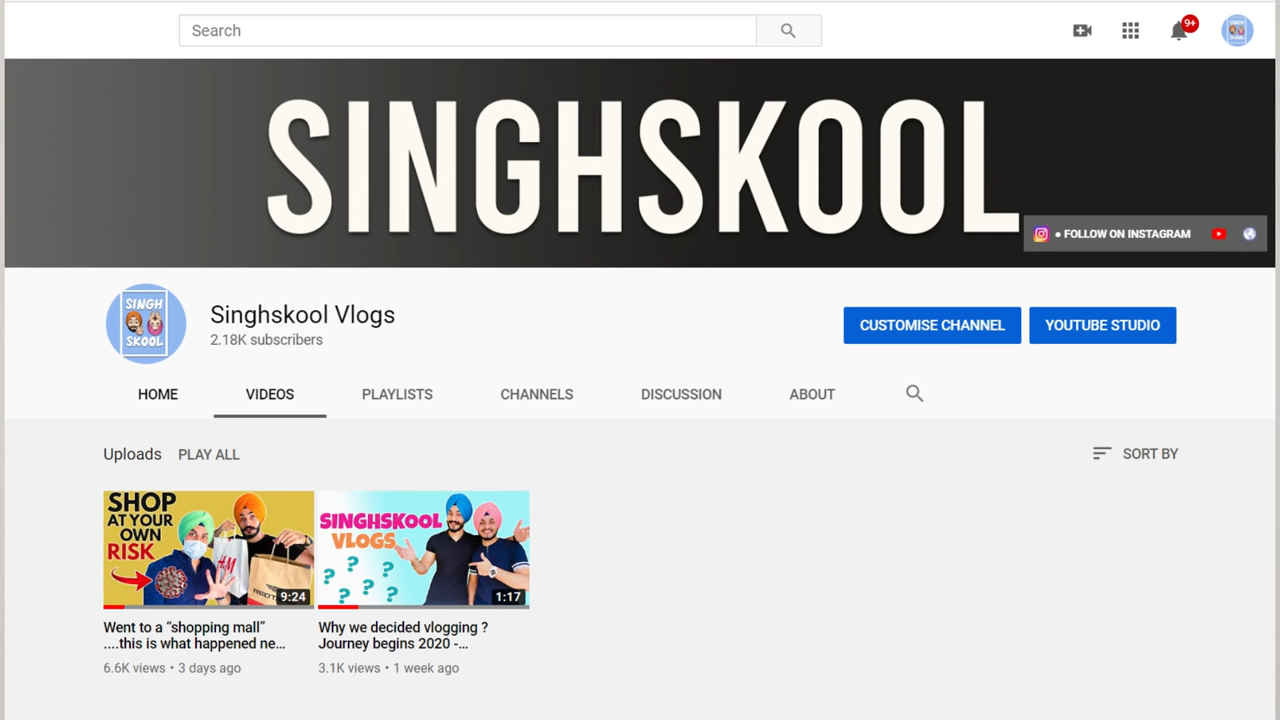 Search
9+
SINGHSKOOL
• FOLLOW ON INSTAGRAM
SINGH
SKOOL
Singhskool Vlogs
2.18K subscribers
CUSTOMISE CHANNEL
YOUTUBE STUDIO
HOME
VIDEOS
PLAYLISTS
CHANNELS
DISCUSSION
ABOUT
Uploads
PLAY ALL
SORT BY
SHOP
AT YOUR
OWN
RISK
H&M
9:24
SINGHSKOOL
VLOGS
? ? ? ? ? ?
1:17
Went to a “shopping mall”
....this is what happened ne...
6.6K views • 3 days ago
Why we decided vlogging ?
Journey begins 2020 -...
3.1K views • 1 week ago